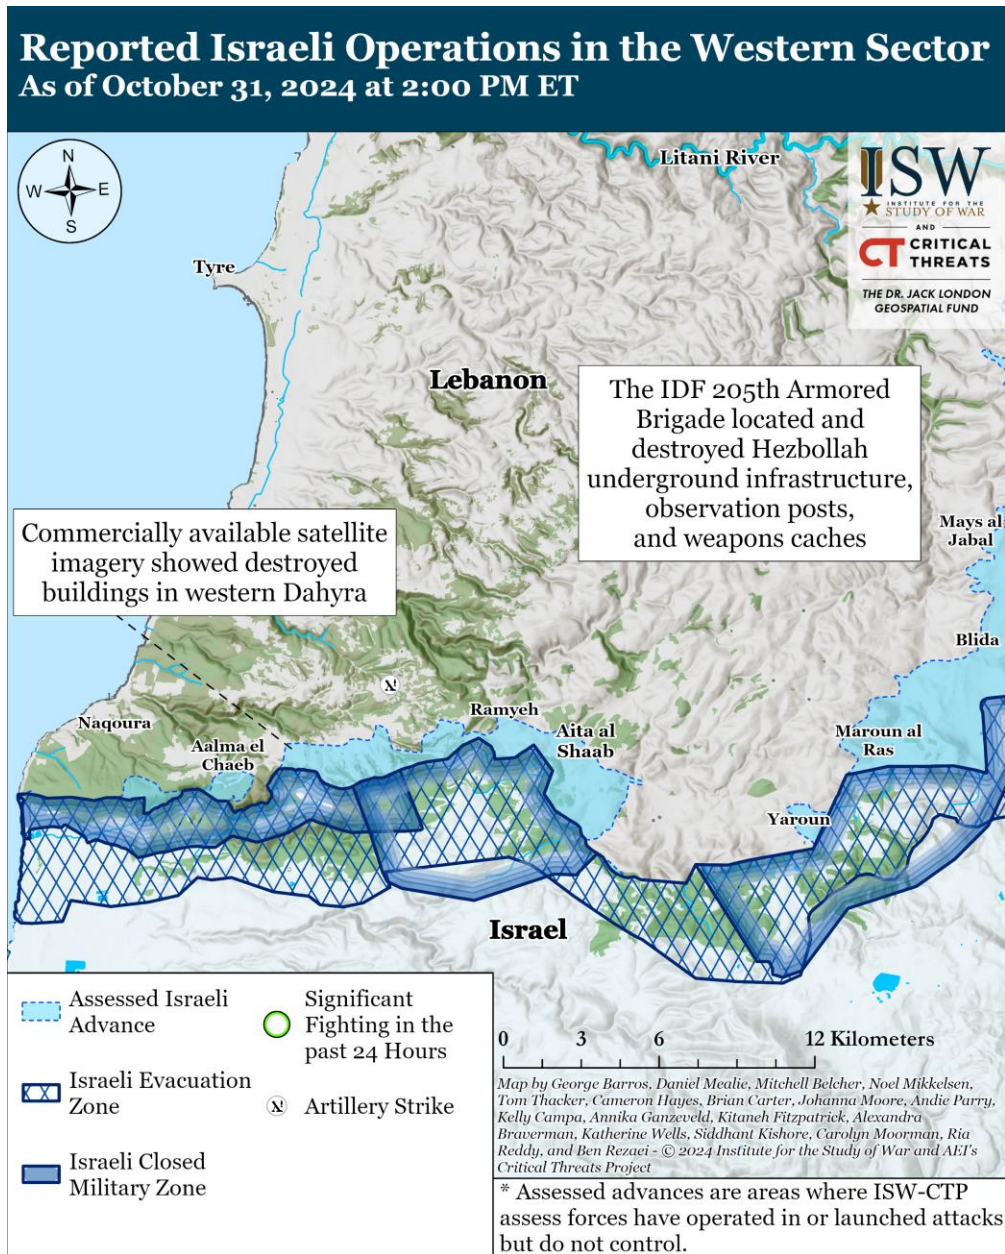 Reported Israeli Operations in the Western Sector
As of October 31, 2024 at 2:00 PM ET
N
W
E
S
Litani River
ISW
INSTITUTE FOR THE
STUDY OF WAR
AND
CT CRITICAL
THREATS
THE DR. JACK LONDON
GEOSPATIAL FUND
Tyre
Lebanon
The IDF 205th Armored
Brigade located and
destroyed Hezbollah
underground infrastructure,
observation posts,
and weapons caches
Commercially available satellite
imagery showed destroyed
buildings in western Dahyra
Mays al
Jabal
Blida
Naqoura
Ramyeh
Aalma el
Chaeb
Aita al
Shaab
Maroun al
Ras
Yaroun
Israel
Assessed Israeli
Advance
Israeli Evacuation
Zone
Israeli Closed
Military Zone
Significant
Fighting in the
past 24 Hours
Artillery Strike
0 3 6 12 Kilometers
Map by George Barros, Daniel Mealie, Mitchell Belcher, Noel Mikkelsen,
Tom Thacker, Cameron Hayes, Brian Carter, Johanna Moore, Andie Parry,
Kelly Campa, Annika Ganzeveld, Kitaneh Fitzpatrick, Alexandra
Braverman, Katherine Wells, Siddhant Kishore, Carolyn Moorman, Ria
Reddy, and Ben Rezaei - © 2024 Institute for the Study of War and AEI's
Critical Threats Project
* Assessed advances are areas where ISW-CTP
assess forces have operated in or launched attacks
but do not control.